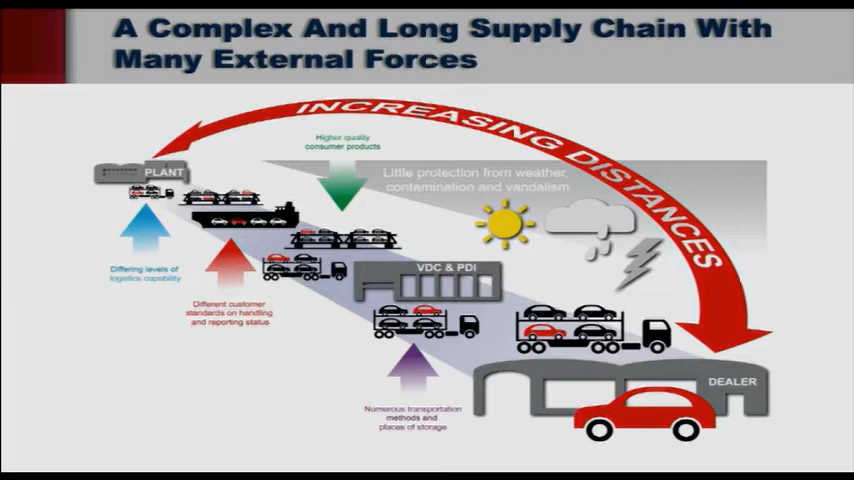 A Complex And Long Supply Chain With
Many External Forces
INCREASING DISTANCES
Higher quality
consumer products
PLANT
Little protection from weather,
contamination and vandalism
Differing levels of
logistics capability
VDC & PDI
Different customer
standards on handling
and reporting status
DEALER
Numerous transportation
methods and
places of storage